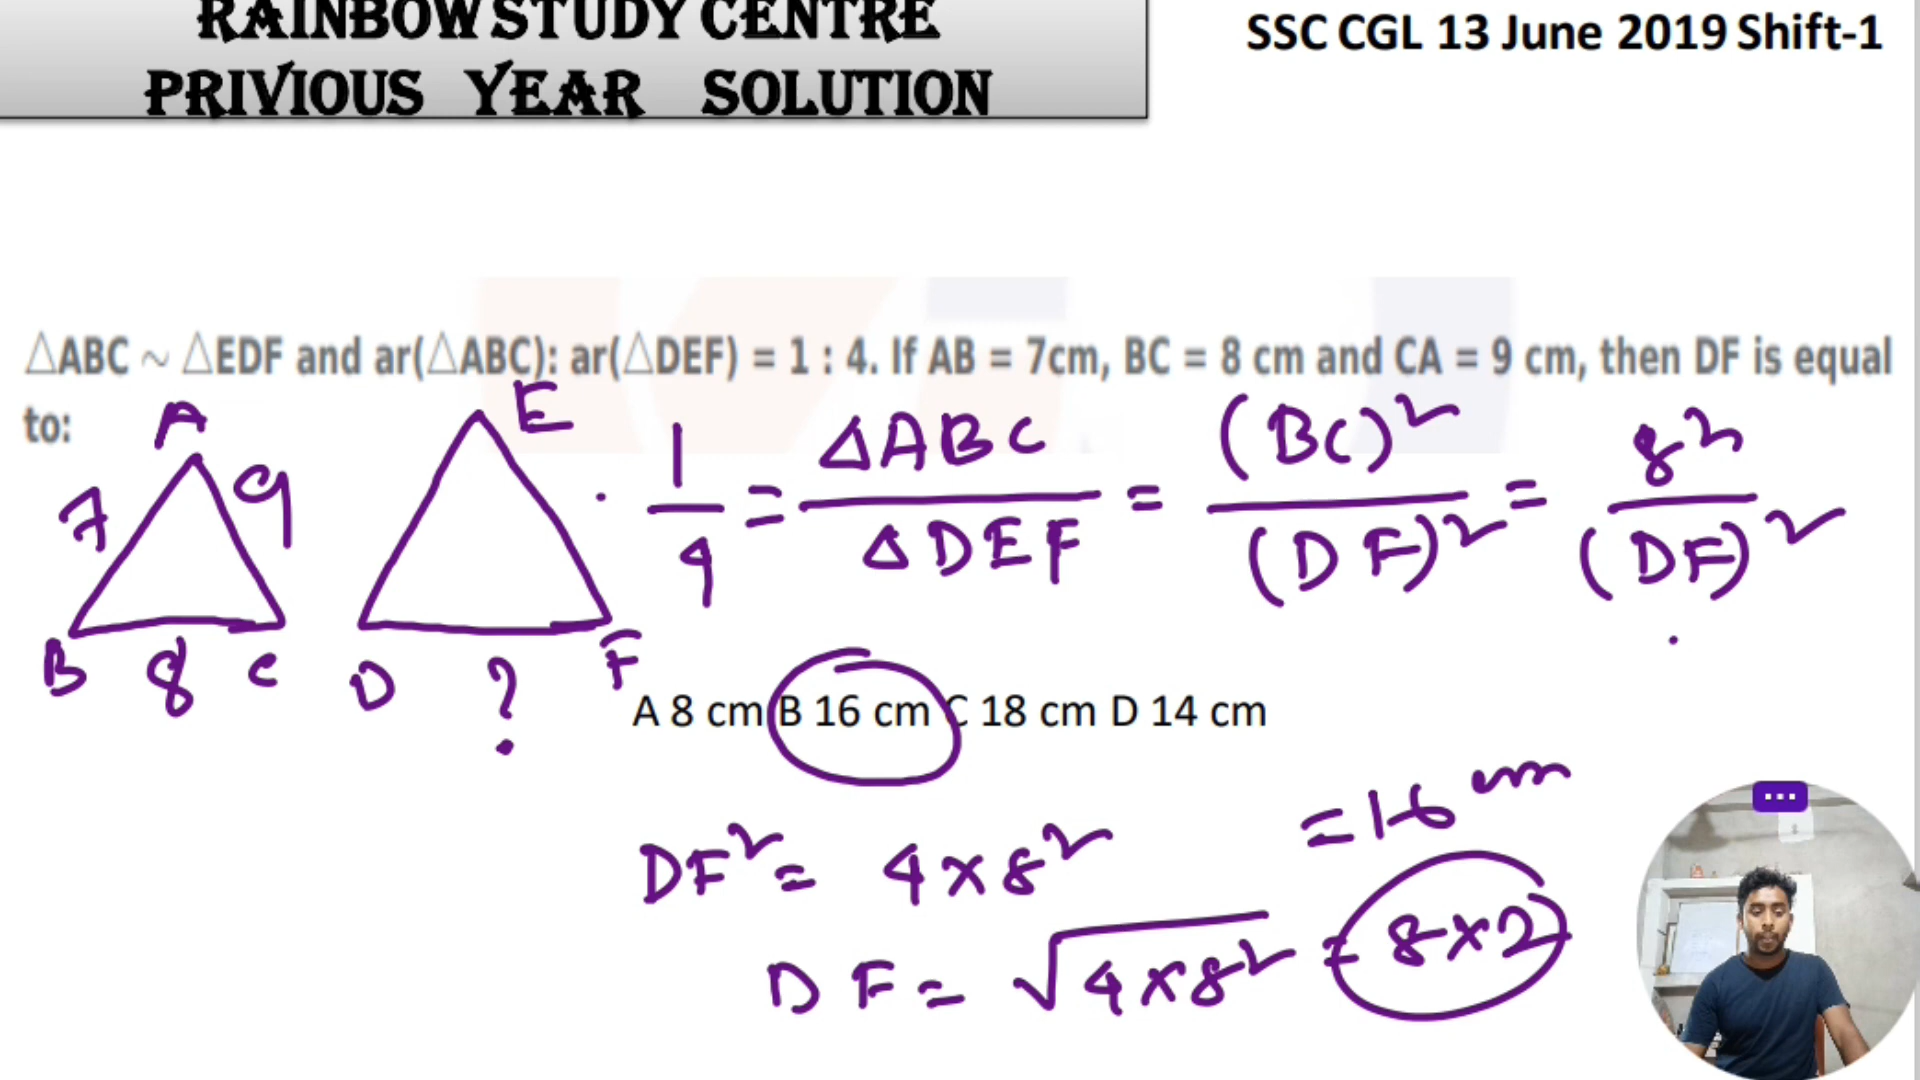 RAINBOW STUDY CENTRE
PRIVIOUS YEAR SOLUTION
SSC CGL 13 June 2019 Shift-1
△ABC ~ △EDF and ar(△ABC): ar(△DEF) = 1 : 4. If AB = 7cm, BC = 8 cm and CA = 9 cm, then DF is equal
to:
A
7 9
B 8 C
E
D ? F
1/4 = △ABC/△DEF = (BC)²/(DF)² = 8²/(DF)²
A 8 cm B 16 cm C 18 cm D 14 cm
DF² = 4×8²
DF = √4×8² = 8×2
= 16 cm